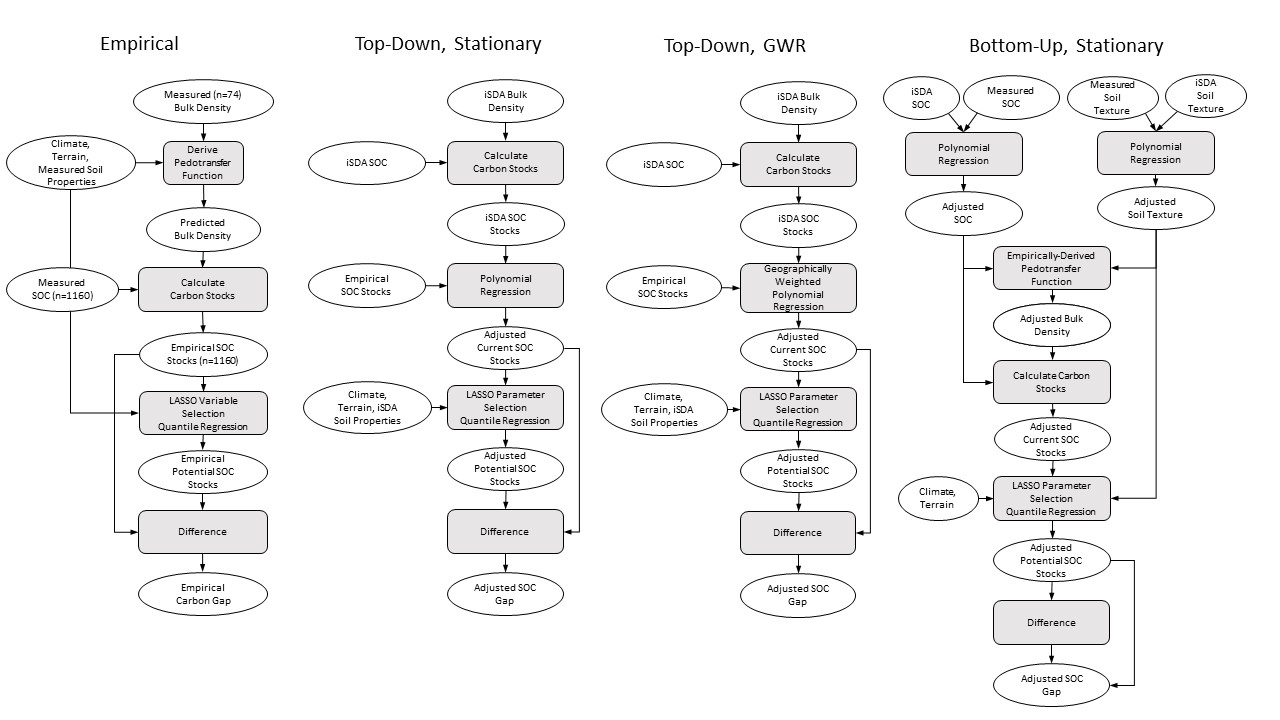 Empirical
Measured (n=74)
Bulk Density
Climate,
Terrain,
Measured Soil
Properties
Derive
Pedotransfer
Function
Predicted
Bulk Density
Measured
SOC (n=1160)
Calculate
Carbon Stocks
Empirical SOC
Stocks (n=1160)
LASSO Variable
Selection
Quantile Regression
Empirical
Potential SOC
Stocks
Difference
Empirical
Carbon Gap
Top-Down, Stationary
iSDA Bulk
Density
iSDA SOC
Calculate
Carbon Stocks
iSDA SOC
Stocks
Empirical
SOC Stocks
Polynomial
Regression
Adjusted
Current SOC
Stocks
Climate,
Terrain, iSDA
Soil Properties
LASSO Parameter
Selection
Quantile Regression
Adjusted
Potential SOC
Stocks
Difference
Adjusted SOC
Gap
Top-Down, GWR
iSDA Bulk
Density
iSDA SOC
Calculate
Carbon Stocks
iSDA SOC
Stocks
Empirical
SOC Stocks
Geographically
Weighted
Polynomial
Regression
Adjusted
Current SOC
Stocks
Climate,
Terrain, iSDA
Soil Properties
LASSO Parameter
Selection
Quantile Regression
Adjusted
Potential SOC
Stocks
Difference
Adjusted SOC
Gap
Bottom-Up, Stationary
iSDA
SOC
Measured
SOC
Measured
Soil
Texture
iSDA
Soil
Texture
Polynomial
Regression
Polynomial
Regression
Adjusted
SOC
Adjusted
Soil Texture
Empirically-Derived
Pedotransfer
Function
Adjusted Bulk
Density
Calculate Carbon
Stocks
Adjusted
Current SOC
Stocks
Climate,
Terrain
LASSO Parameter
Selection
Quantile Regression
Adjusted
Potential SOC
Stocks
Difference
Adjusted SOC
Gap